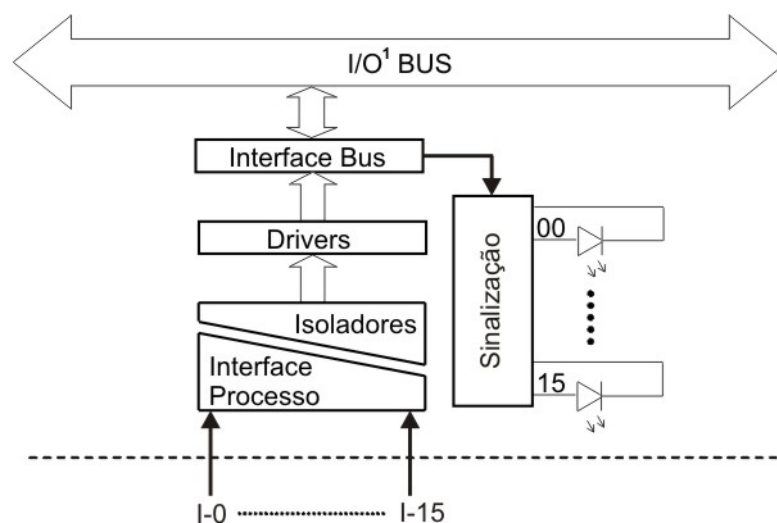 I/O¹ BUS
Interface Bus
Drivers
Isoladores
Interface
Processo
Sinalização
00
15
I-0
I-15